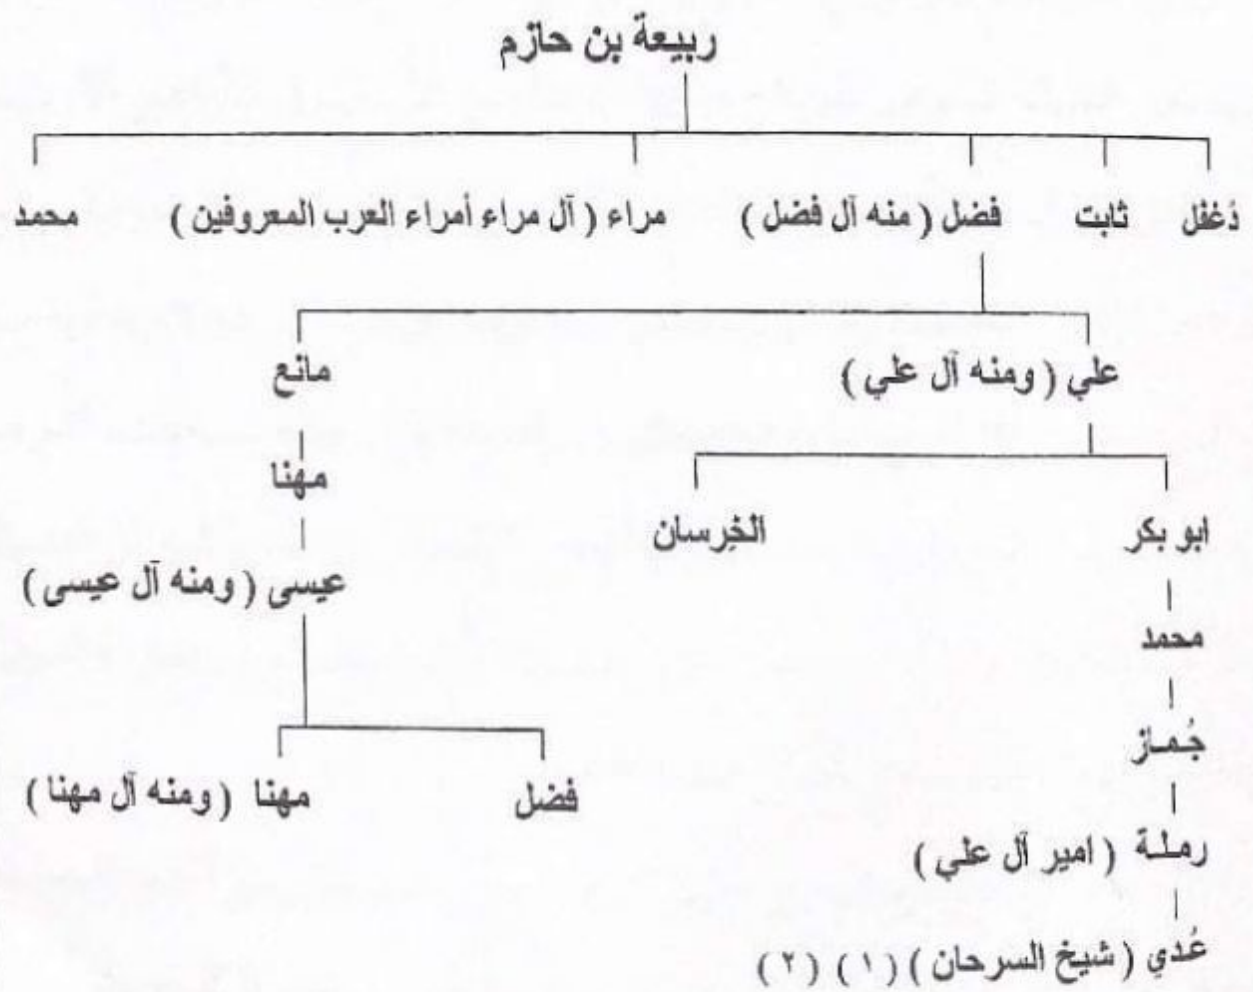 ربيعة بن حازم
دُغفل ثابت فضل ( منه آل فضل ) مراء ( آل مراء أمراء العرب المعروفين ) محمد
علي ( ومنه آل علي ) مانع
مهنا
ابو بكر الخِرسان
عيسى ( ومنه آل عيسى )
محمد
جُماز
فضل مهنا ( ومنه آل مهنا )
رملة ( امير آل علي )
عُدي ( شيخ السرحان ) ( ١ ) ( ٢ )